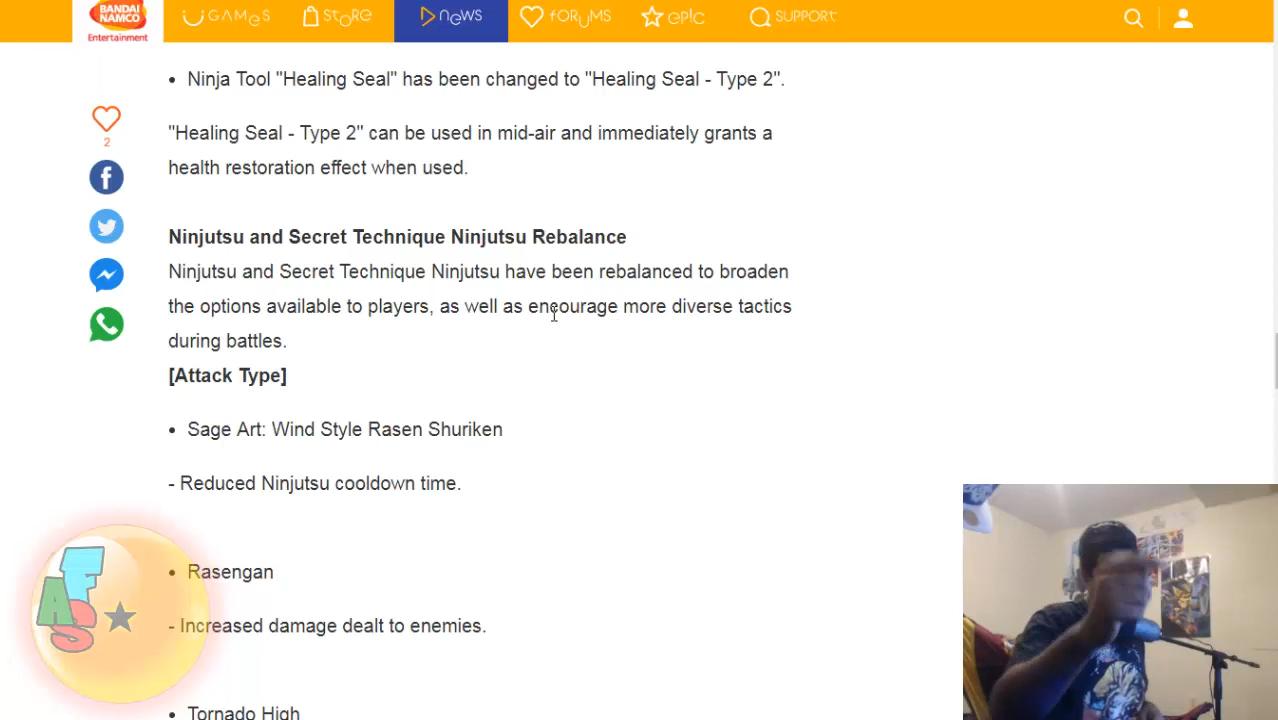 BANDAI
NAMCO
Entertainment
GAMES
STORE
NEWS
FORUMS
EPIC
SUPPORT
• Ninja Tool "Healing Seal" has been changed to "Healing Seal - Type 2".
"Healing Seal - Type 2" can be used in mid-air and immediately grants a
health restoration effect when used.
2
Ninjutsu and Secret Technique Ninjutsu Rebalance
Ninjutsu and Secret Technique Ninjutsu have been rebalanced to broaden
the options available to players, as well as encourage more diverse tactics
during battles.
[Attack Type]
• Sage Art: Wind Style Rasen Shuriken
- Reduced Ninjutsu cooldown time.
• Rasengan
- Increased damage dealt to enemies.
• Tornado High
AFS